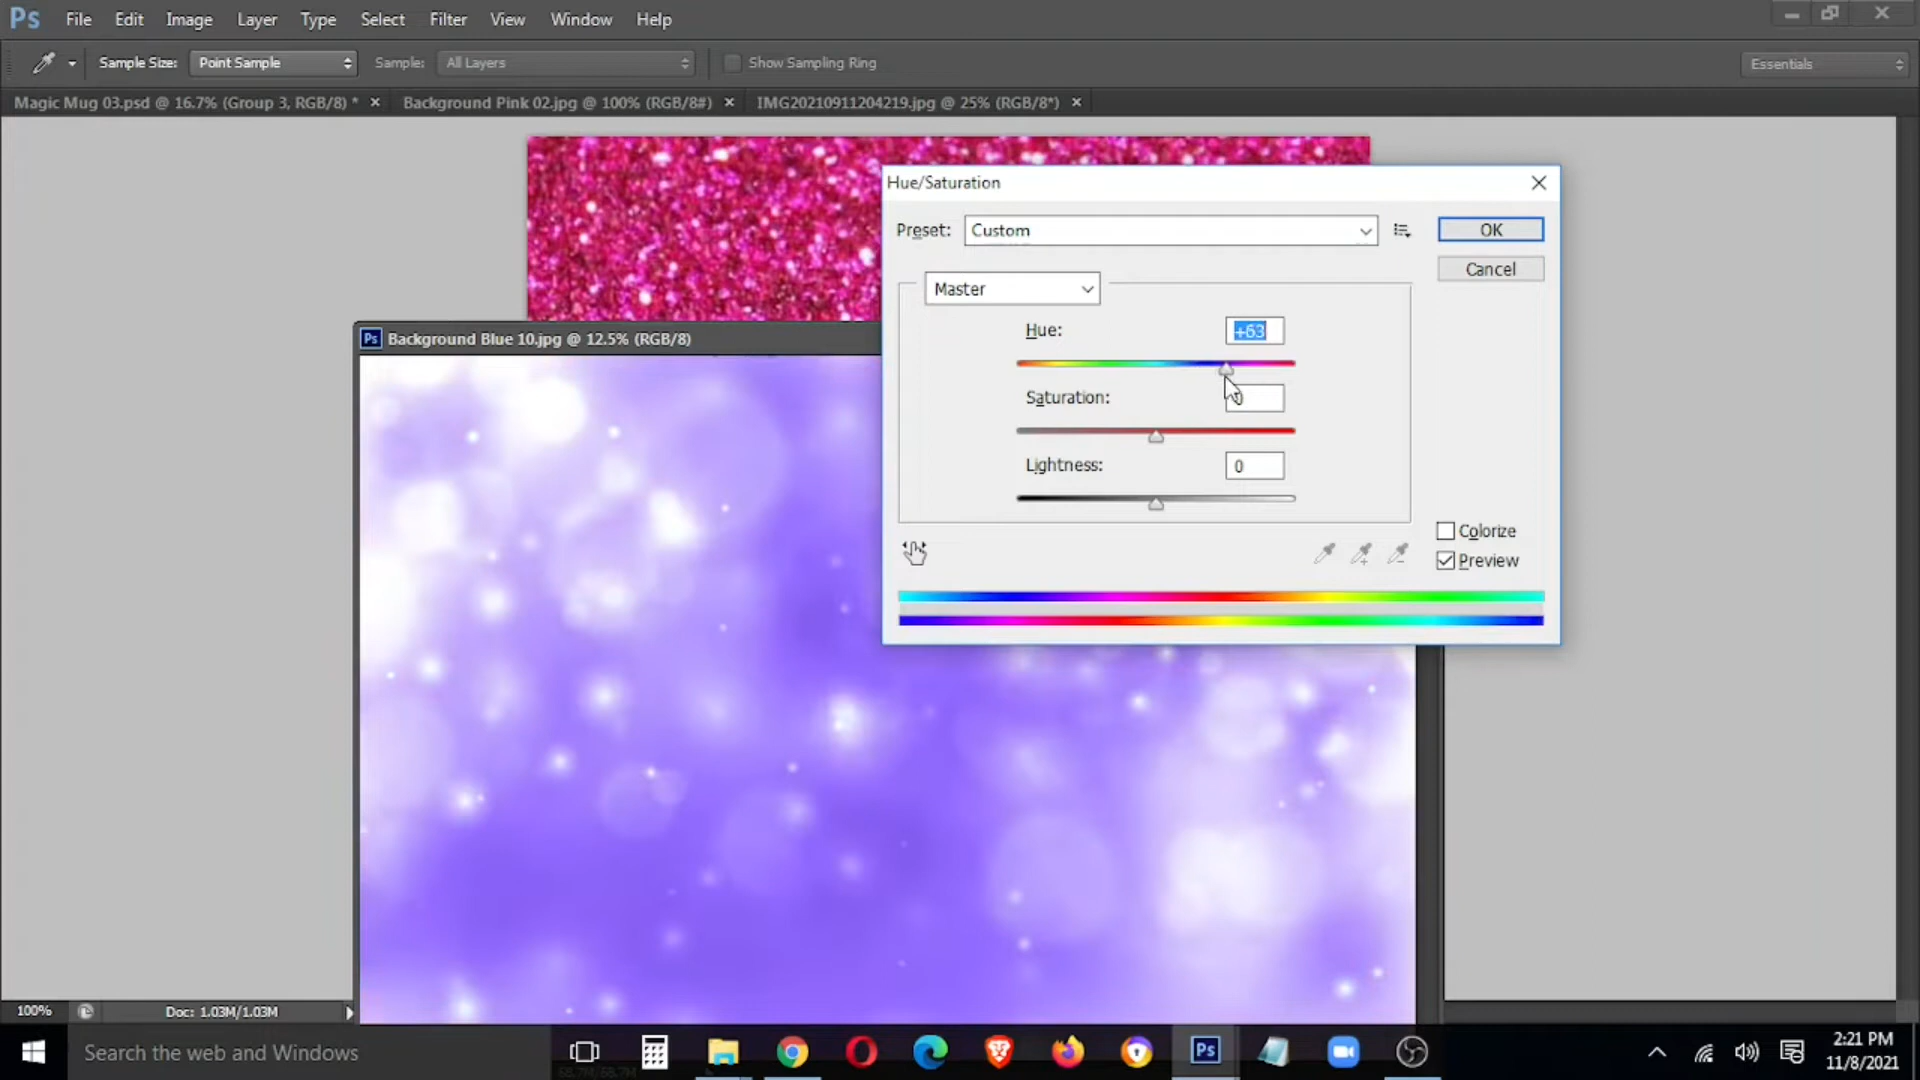 Ps File Edit Image Layer Type Select Filter View Window Help
Sample Size: Point Sample Sample: All Layers Show Sampling Ring Essentials
Magic Mug 03.psd @ 16.7% (Group 3, RGB/8) * × Background Pink 02.jpg @ 100% (RGB/8#) × IMG20210911204219.jpg @ 25% (RGB/8*) ×
Hue/Saturation
Preset: Custom OK
Cancel
Master
Hue: +63
Ps Background Blue 10.jpg @ 12.5% (RGB/8)
Saturation: 0
Lightness: 0
Colorize
Preview
100% Doc: 1.03M/1.03M
Search the web and Windows
Ps
2:21 PM
11/8/2021